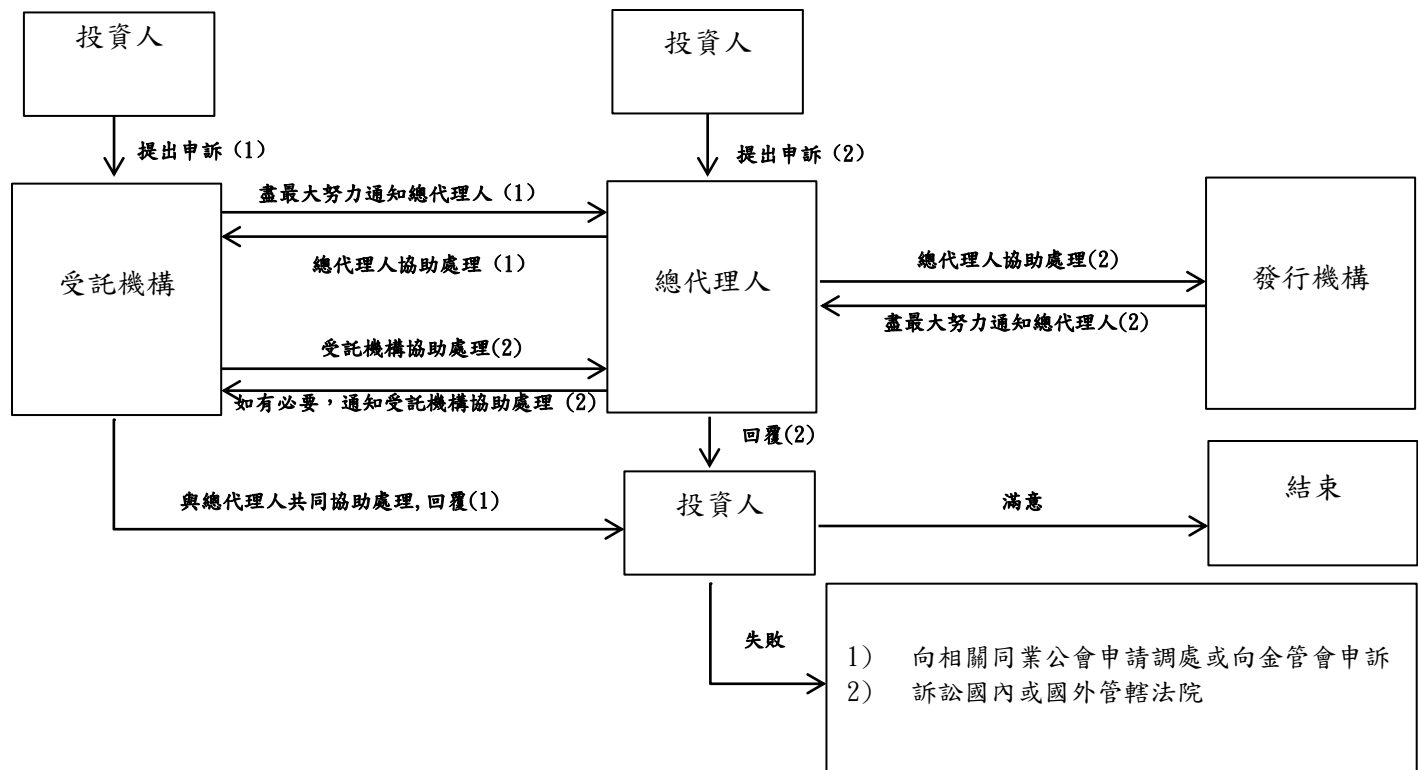 投資人
投資人
提出申訴（1）
提出申訴（2）
盡最大努力通知總代理人（1）
總代理人協助處理（1）
受託機構
總代理人
總代理人協助處理(2)
發行機構
盡最大努力通知總代理人(2)
受託機構協助處理(2)
如有必要，通知受託機構協助處理（2）
回覆(2)
與總代理人共同協助處理,回覆(1)
投資人
滿意
結束
失敗
1) 向相關同業公會申請調處或向金管會申訴
2) 訴訟國內或國外管轄法院